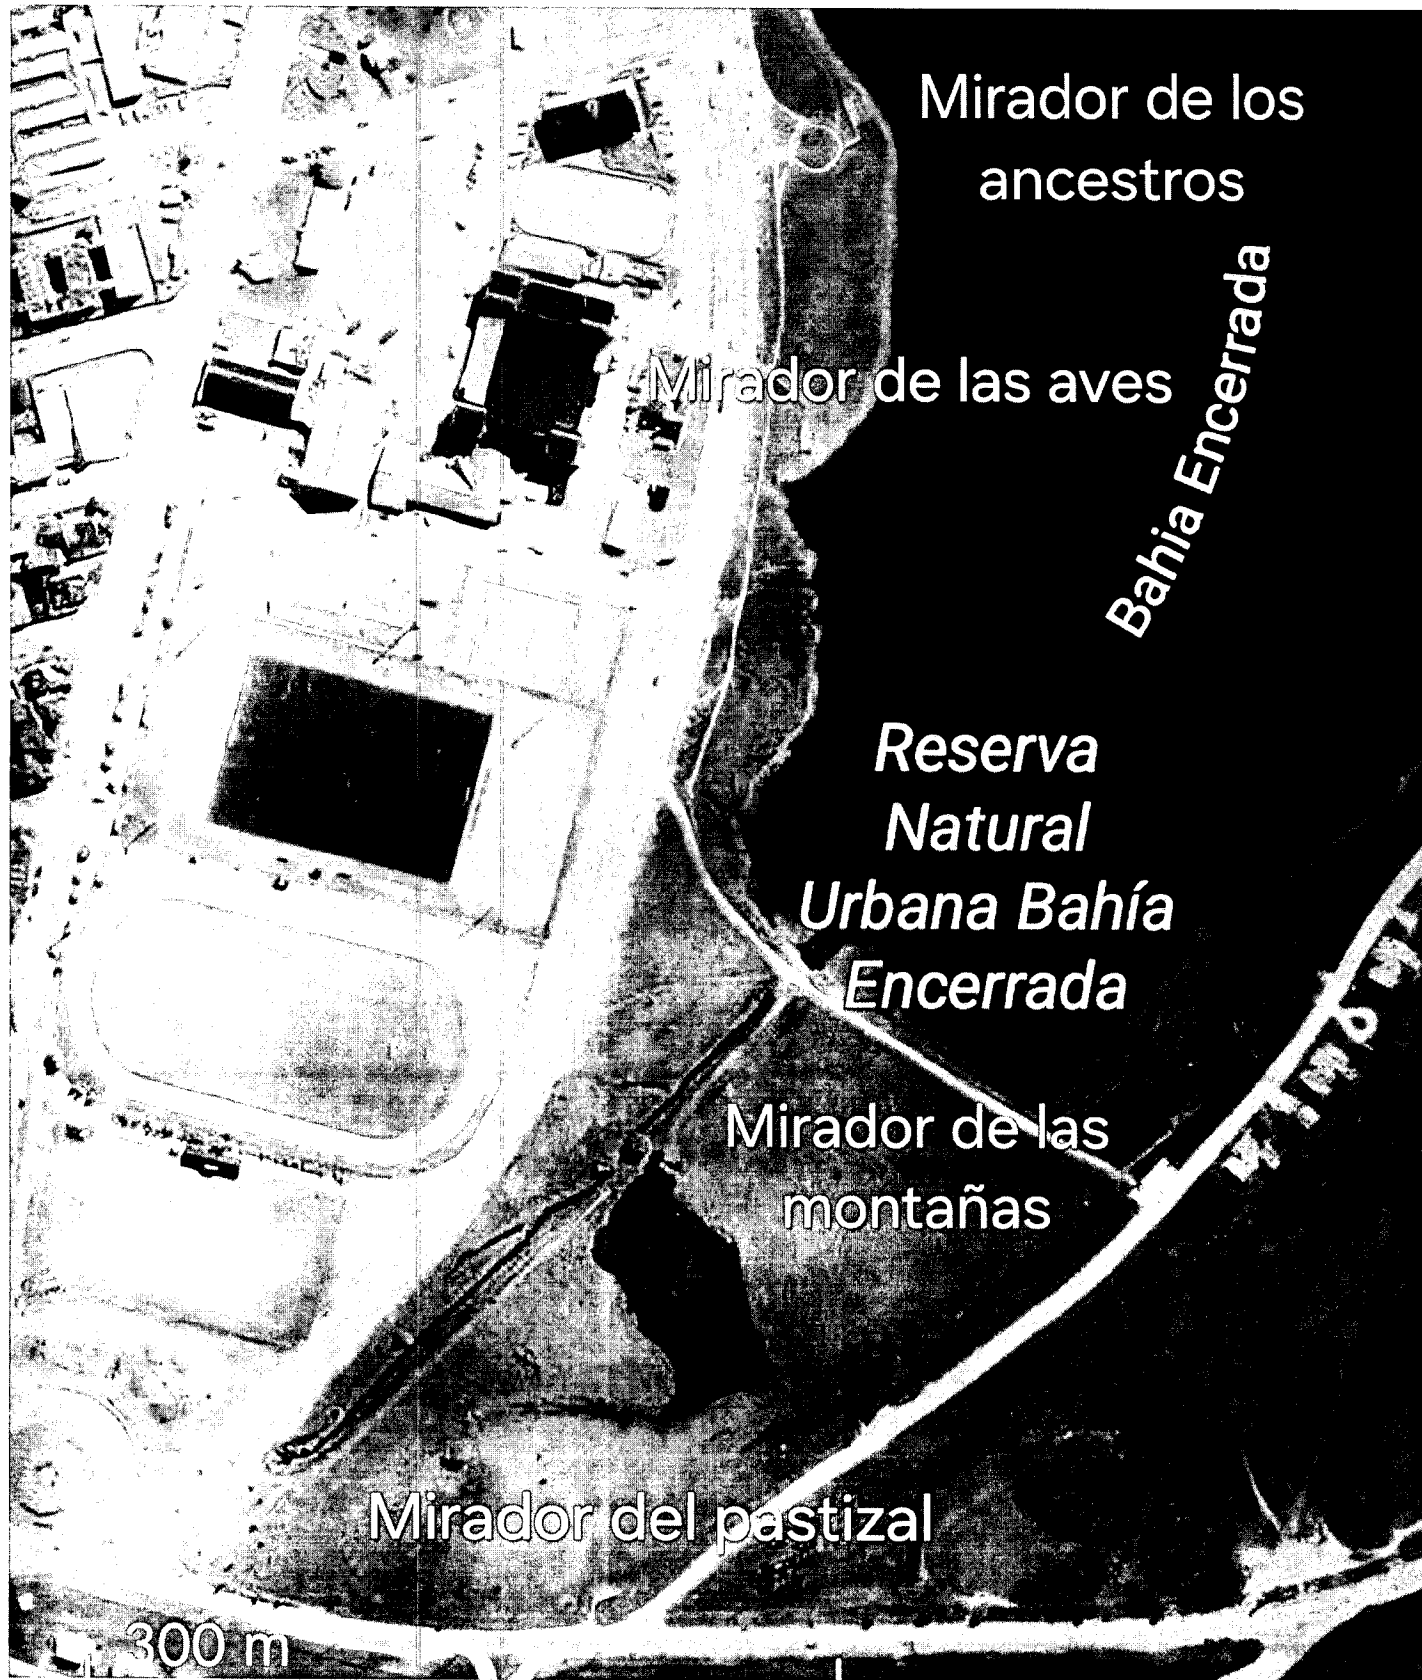 Mirador de los
ancestros
Bahia Encerrada
Mirador de las aves
Reserva
Natural
Urbana Bahía
Encerrada
Mirador de las
montañas
Mirador del pastizal
300 m